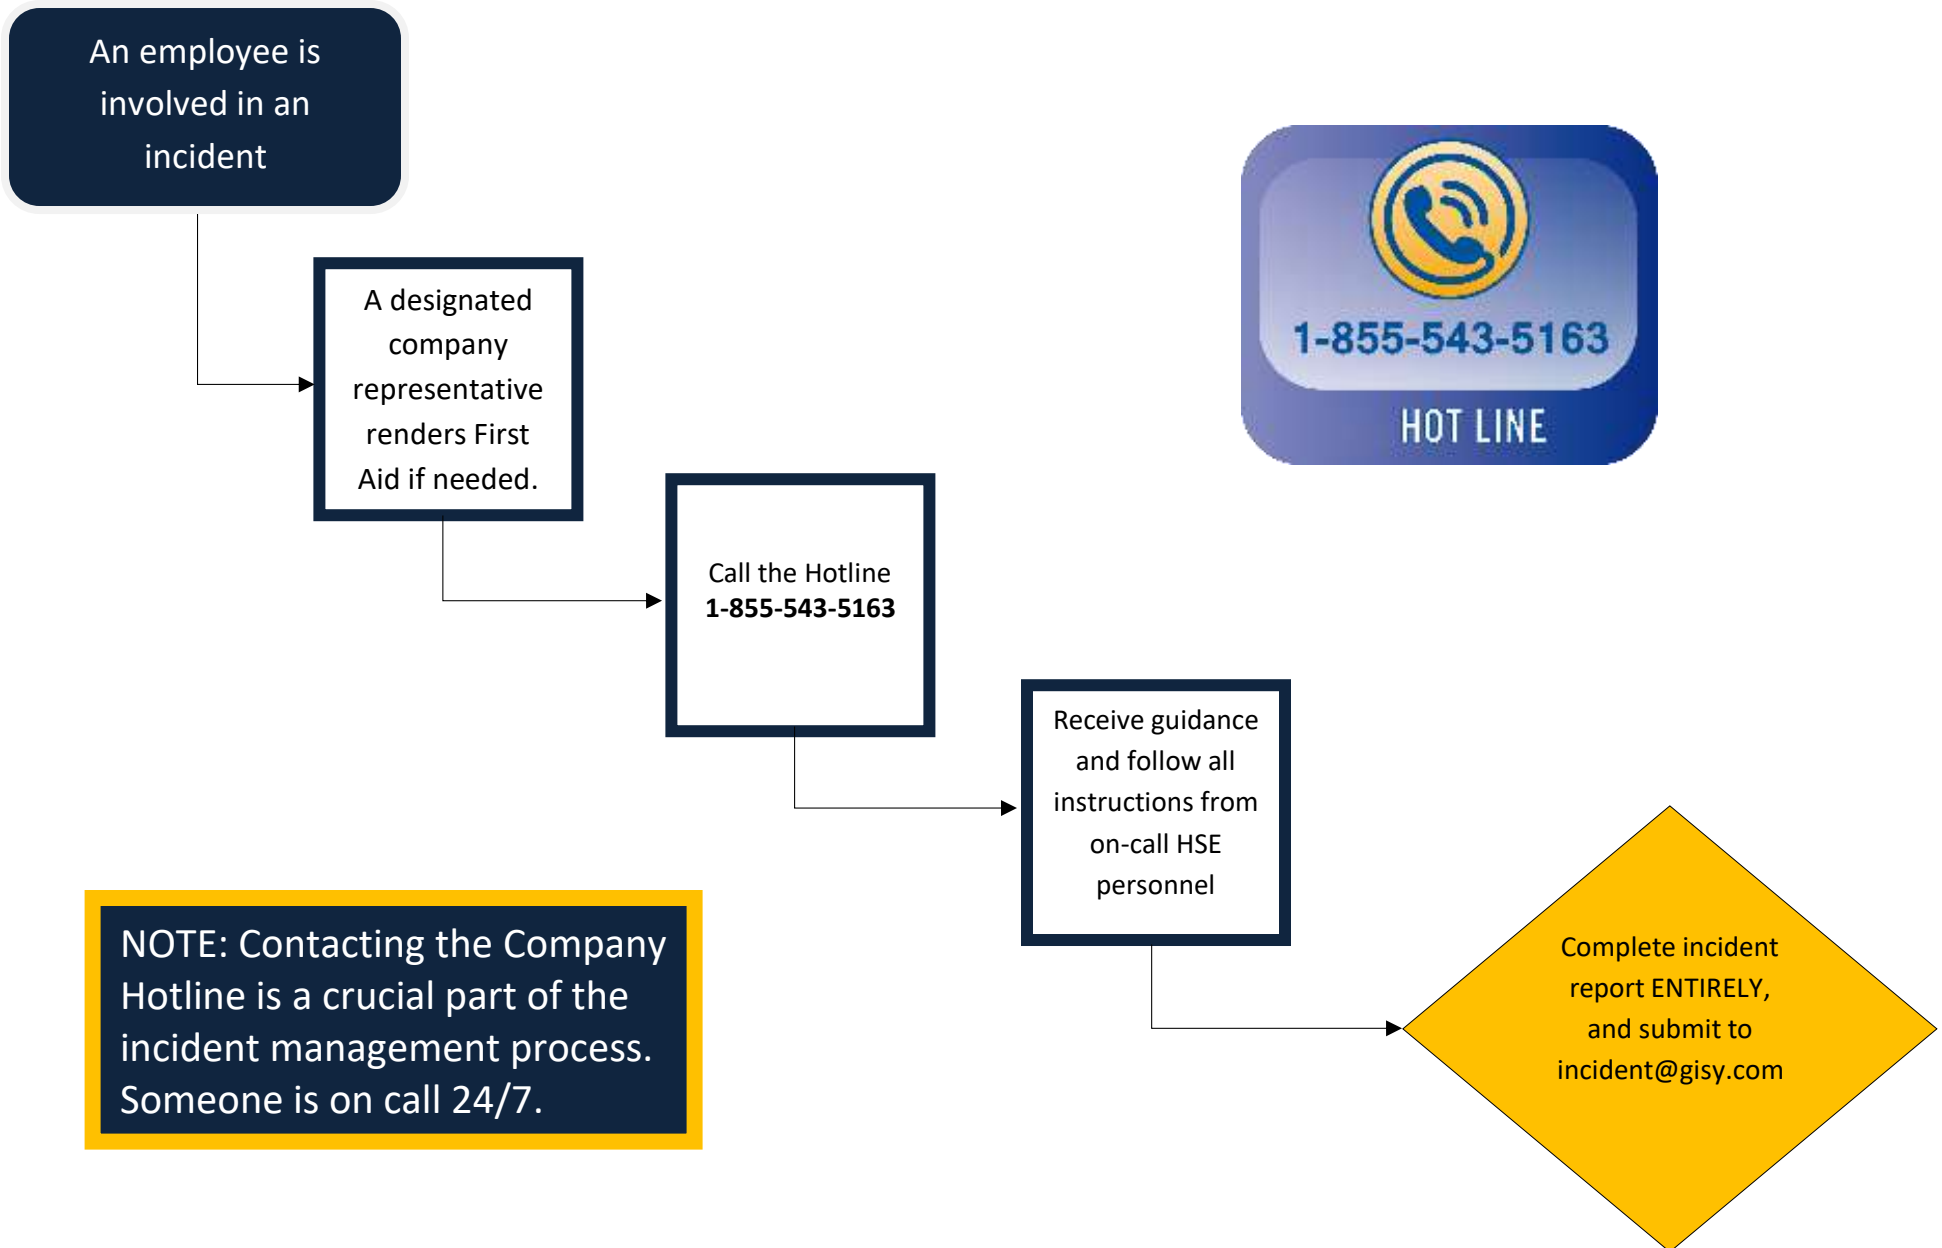 An employee is
involved in an
incident
A designated
company
representative
renders First
Aid if needed.
1-855-543-5163
HOT LINE
Call the Hotline
1-855-543-5163
Receive guidance
and follow all
instructions from
on-call HSE
personnel
Complete incident
report ENTIRELY,
and submit to
incident@gisy.com
NOTE: Contacting the Company
Hotline is a crucial part of the
incident management process.
Someone is on call 24/7.